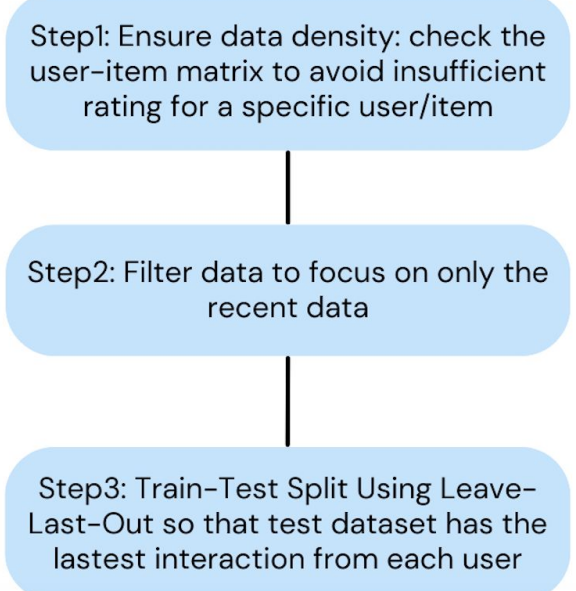 Step1: Ensure data density: check the
user-item matrix to avoid insufficient
rating for a specific user/item
Step2: Filter data to focus on only the
recent data
Step3: Train-Test Split Using Leave-
Last-Out so that test dataset has the
lastest interaction from each user